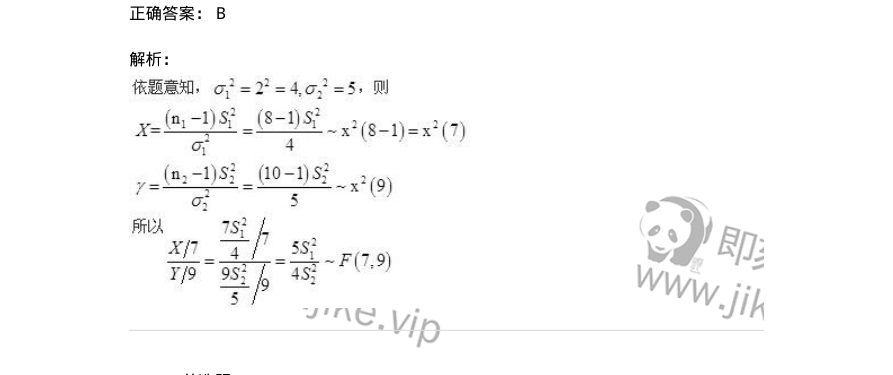 正确答案： B
解析：
依题意知，σ₁²=2²=4,σ₂²=5，则
X=(n₁−1)S₁²/σ₁²=(8−1)S₁²/4~x²(8−1)=x²(7)
γ=(n₂−1)S₂²/σ₂²=(10−1)S₂²/5~x²(9)
所以
(X/7)/(Y/9)=(7S₁²/4/7)/(9S₂²/5/9)=5S₁²/4S₂²~F(7,9)
www.jik
jike.vip